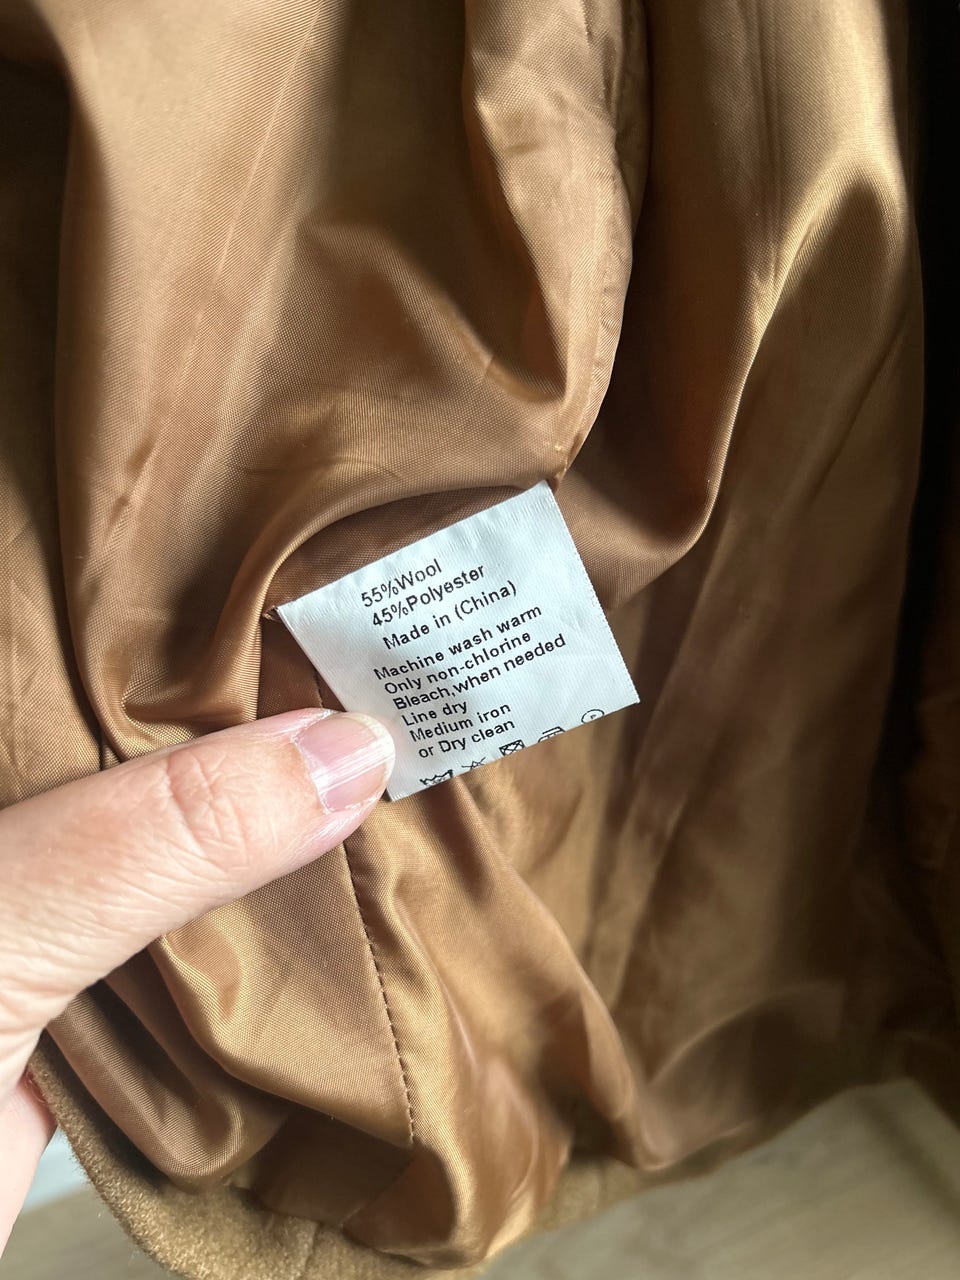 55%Wool
45%Polyester
Made in (China)
Machine wash warm
Only non-chlorine
Bleach,when needed
Line dry
Medium iron
or Dry clean
P